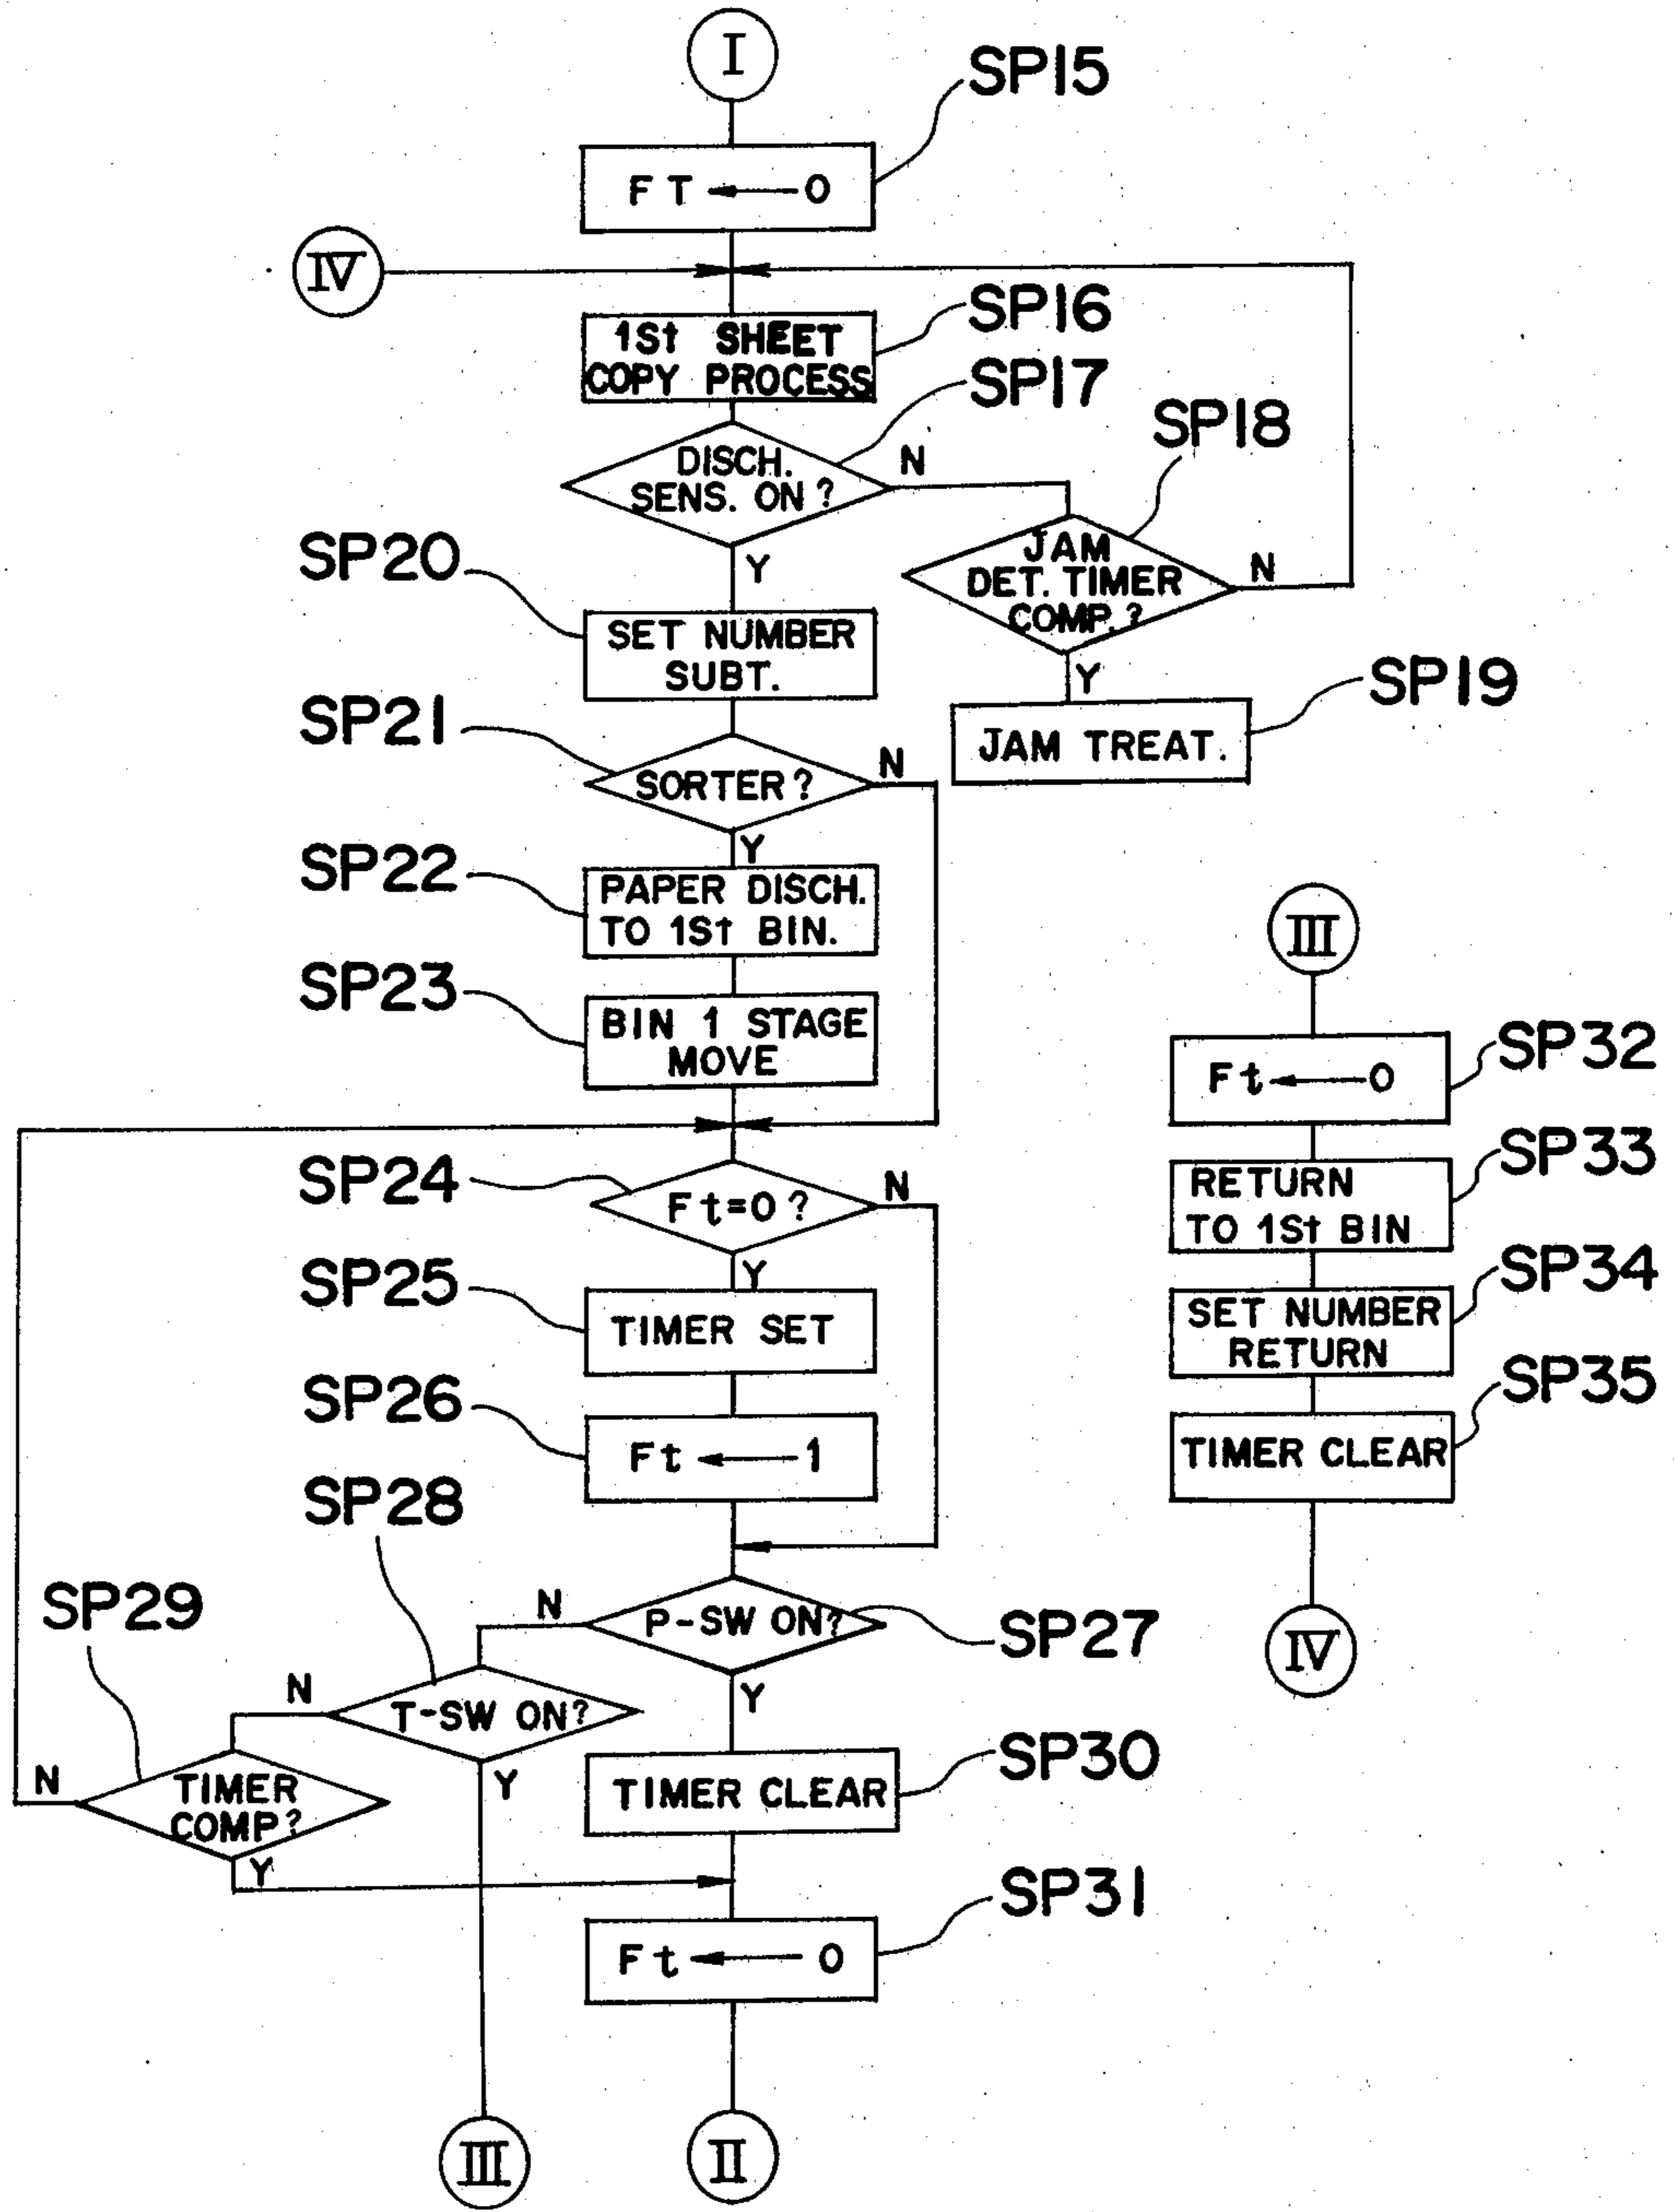 I
SP15
FT ← 0
IV
SP16
1St SHEET
COPY PROCESS
SP17
DISCH.
SENS. ON?
N
Y
SP18
JAM
DET. TIMER
COMP.?
N
Y
SP19
JAM TREAT.
SP20
SET NUMBER
SUBT.
SP21
SORTER?
N
Y
SP22
PAPER DISCH.
TO 1St BIN.
SP23
BIN 1 STAGE
MOVE
SP24
Ft=0?
N
Y
SP25
TIMER SET
SP26
Ft ← 1
SP27
P-SW ON?
N
Y
SP28
T-SW ON?
N
Y
SP29
TIMER
COMP?
N
Y
SP30
TIMER CLEAR
SP31
Ft ← 0
III
II
III
SP32
Ft ← 0
SP33
RETURN
TO 1St BIN
SP34
SET NUMBER
RETURN
SP35
TIMER CLEAR
IV